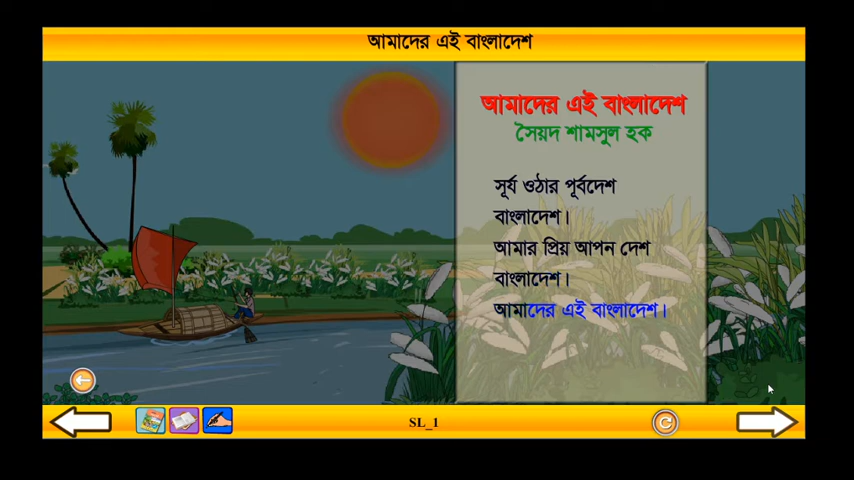 আমাদের এই বাংলাদেশ
আমাদের এই বাংলাদেশ
সৈয়দ শামসুল হক
সূর্য ওঠার পূর্বদেশ
বাংলাদেশ।
আমার প্রিয় আপন দেশ
বাংলাদেশ।
আমাদের এই বাংলাদেশ।
SL_1